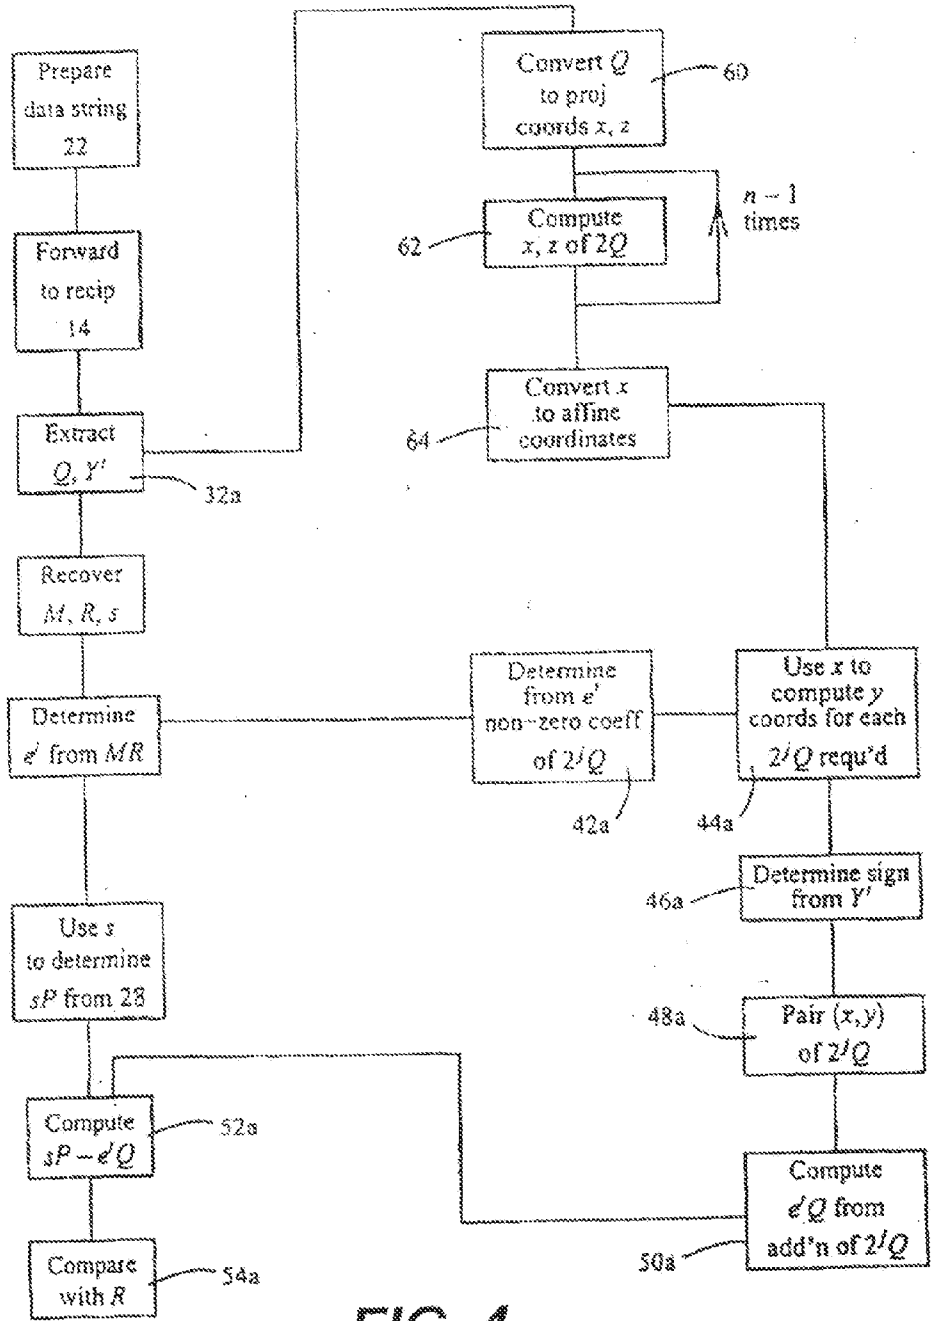 Prepare
data string
22
Forward
to recip
14
Extract
Q, Y'
32a
Recover
M, R, s
Determine
e' from MR
Use s
to determine
sP from 28
Compute
sP – e'Q
52a
Compare
with R
54a
Convert Q
to proj
coords x, z
60
n – 1
times
Compute
x, z of 2Q
62
Convert x
to affine
coordinates
64
Determine
from e'
non-zero coeff
of 2^jQ
42a
Use x to
compute y
coords for each
2^jQ requ'd
44a
Determine sign
from Y'
46a
Pair (x, y)
of 2^jQ
48a
Compute
e'Q from
add'n of 2^jQ
50a
FIG. 4